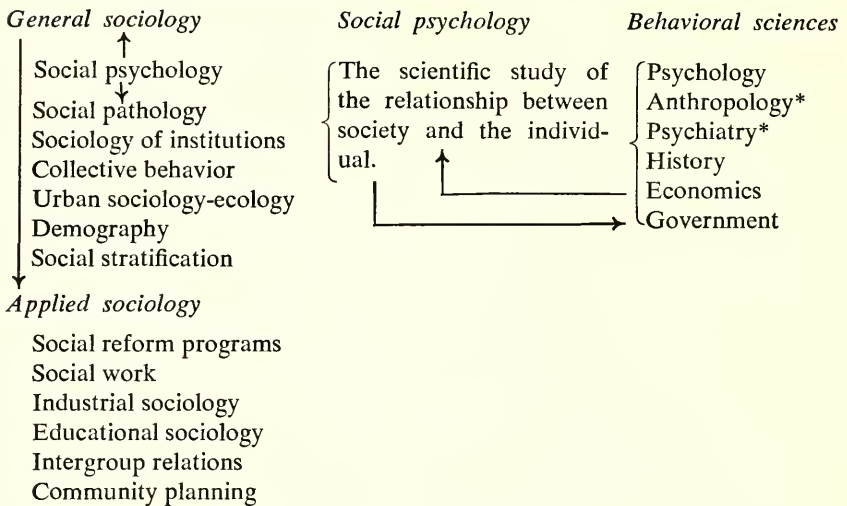 General sociology
Social psychology
Social pathology
Sociology of institutions
Collective behavior
Urban sociology-ecology
Demography
Social stratification
Applied sociology
Social reform programs
Social work
Industrial sociology
Educational sociology
Intergroup relations
Community planning
Social psychology
The scientific study of
the relationship between
society and the individ-
ual.
Behavioral sciences
Psychology
Anthropology*
Psychiatry*
History
Economics
Government